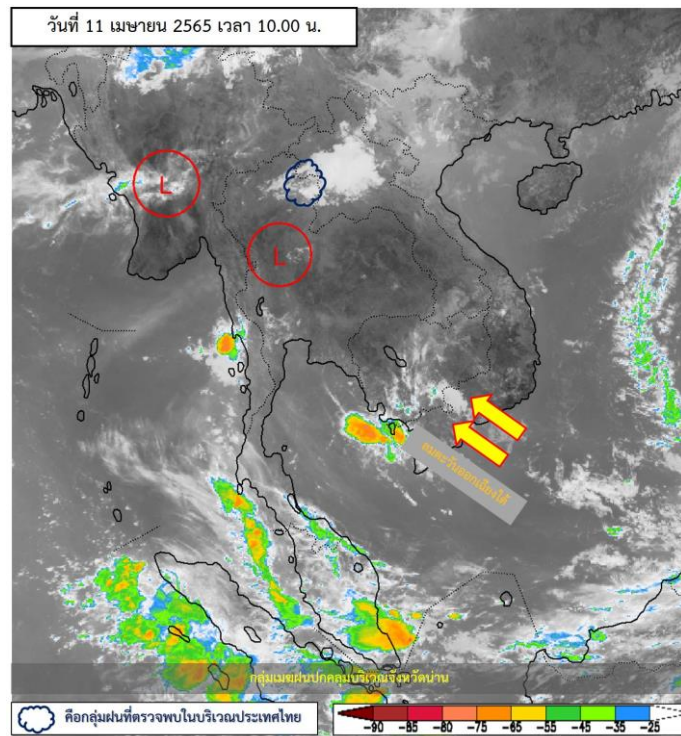 วันที่ 11 เมษายน 2565 เวลา 10.00 น.
L
L
ลมตะวันออกเฉียงใต้
กลุ่มเมฆฝนปกคลุมบริเวณจังหวัดน่าน
คือกลุ่มฝนที่ตรวจพบในบริเวณประเทศไทย
-90 -80 -75 -65 -55 -45 -35 -25